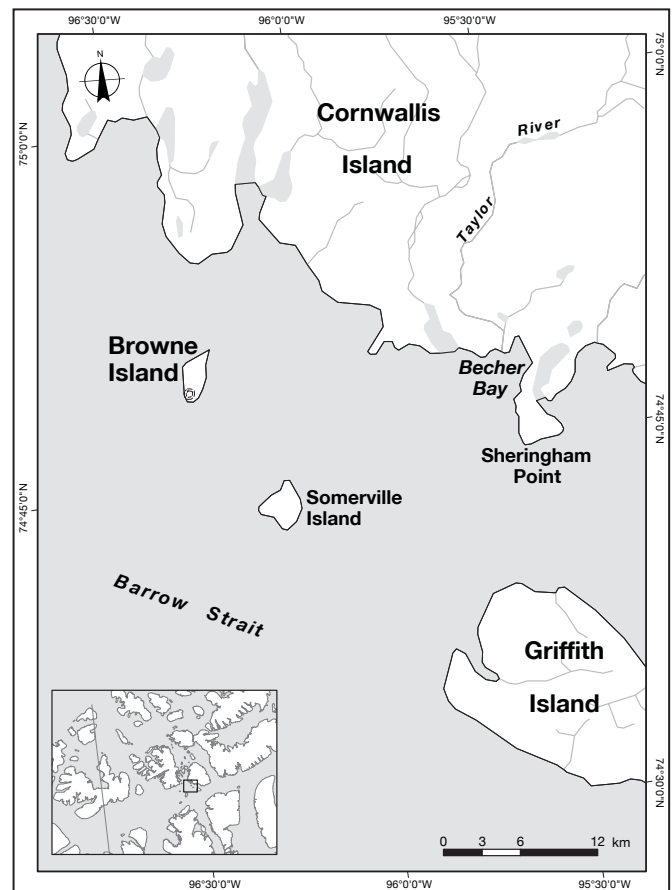 96°30'0"W
96°0'0"W
95°30'0"W
75°0'0"N
N
Cornwallis
Island
River
Taylor
75°0'0"N
Browne
Island
Becher
Bay
74°45'0"N
Sheringham
Point
Somerville
Island
74°45'0"N
Barrow Strait
Griffith
Island
74°30'0"N
0 3 6 12 km
96°30'0"W
96°0'0"W
95°30'0"W